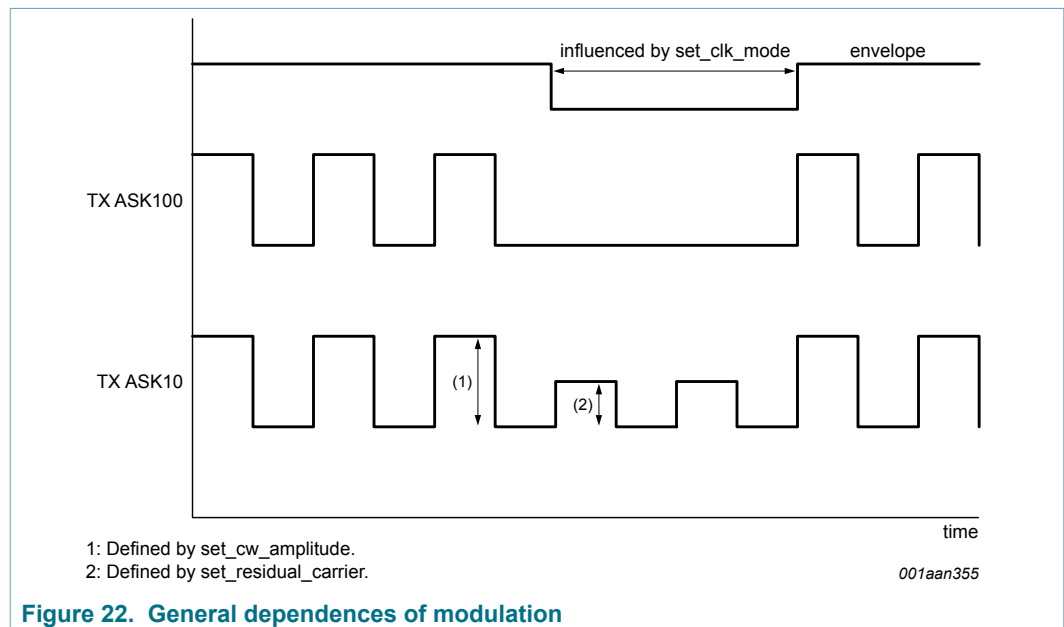 influenced by set_clk_mode
envelope
TX ASK100
TX ASK10
(1)
(2)
time
1: Defined by set_cw_amplitude.
2: Defined by set_residual_carrier.
001aan355
Figure 22. General dependences of modulation